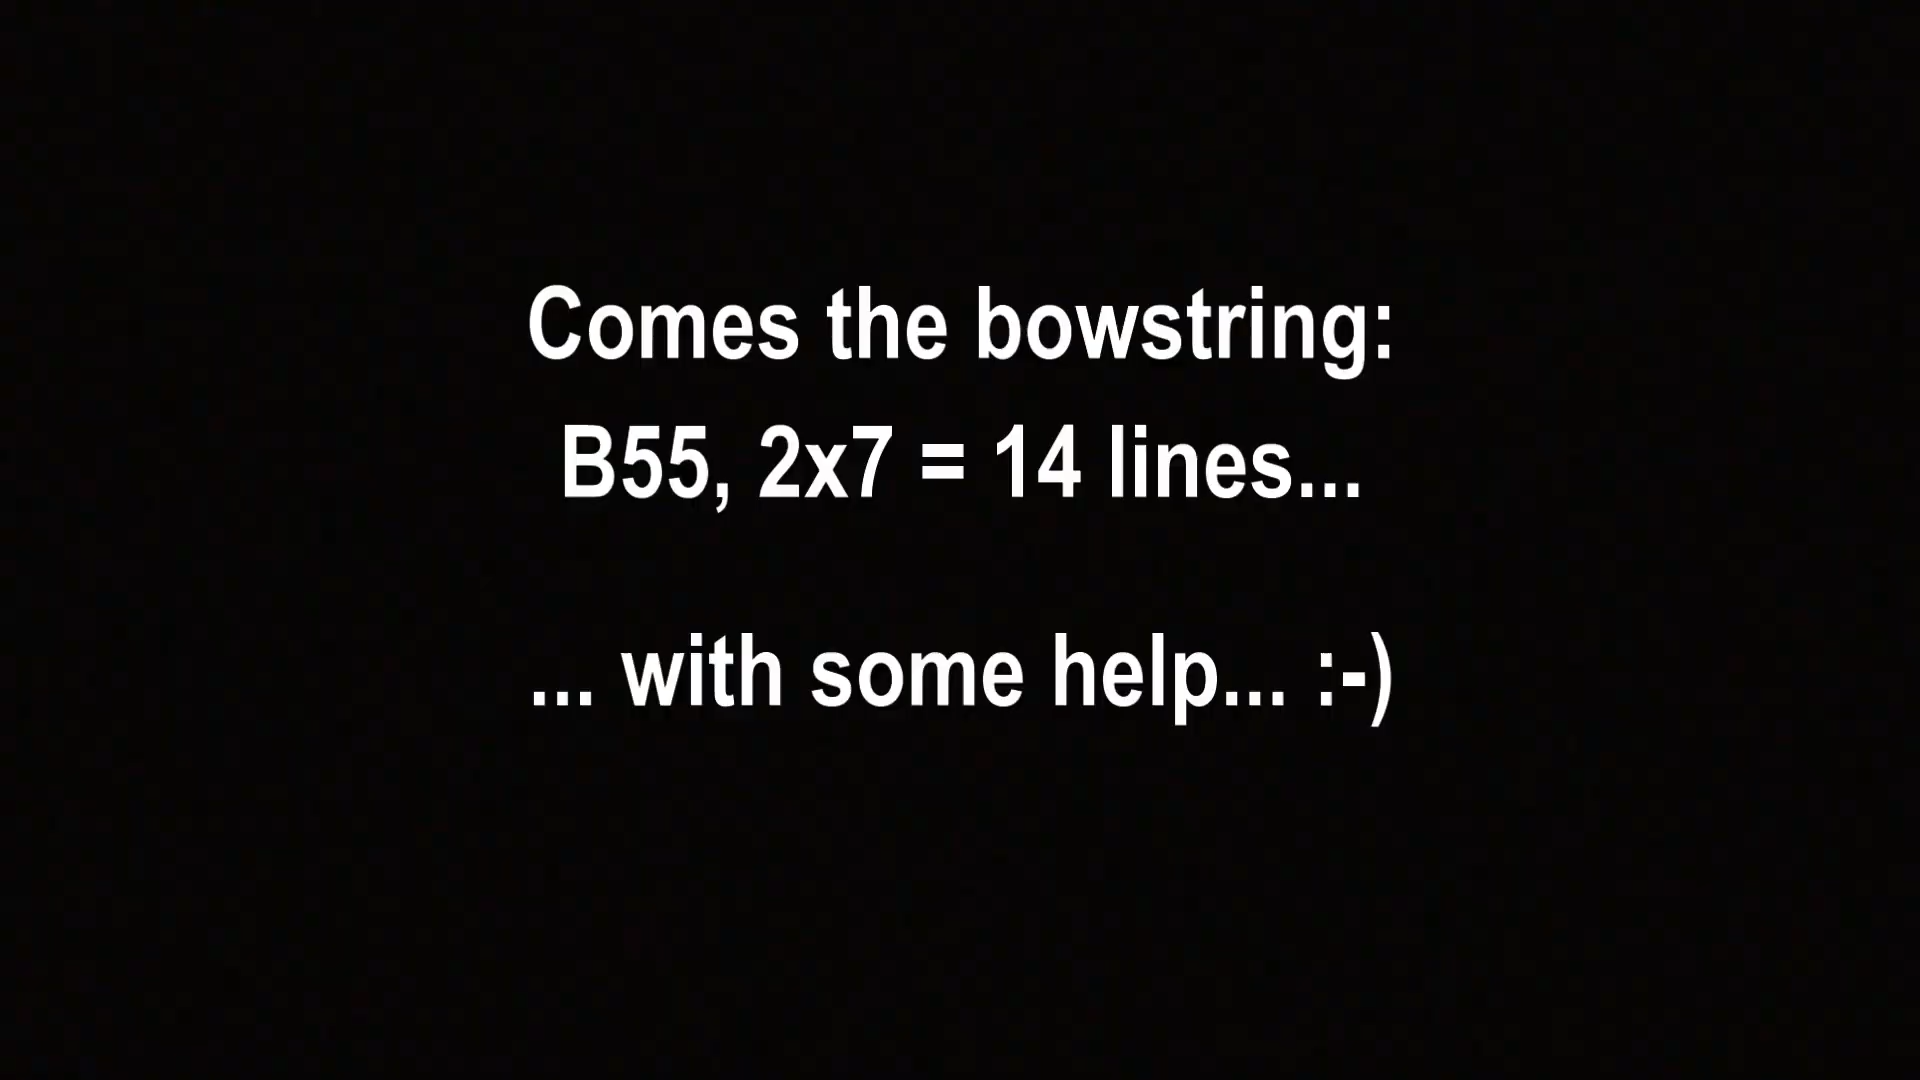 Comes the bowstring:
B55, 2x7 = 14 lines...
... with some help... :-)